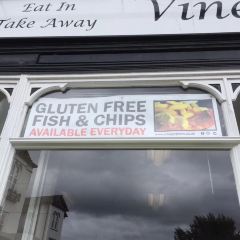 Eat In
Take Away
Vine
GLUTEN FREE
FISH & CHIPS
AVAILABLE EVERYDAY